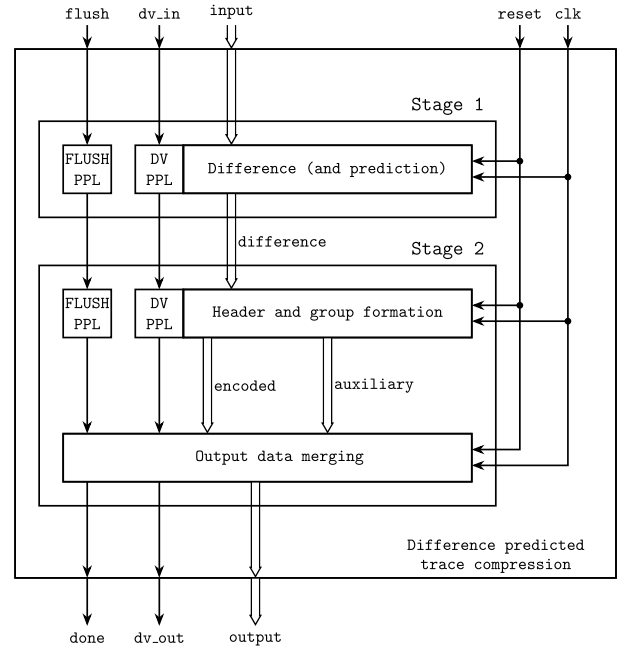 flush dv_in input reset clk
Stage 1
FLUSH PPL
DV PPL
Difference (and prediction)
difference
Stage 2
FLUSH PPL
DV PPL
Header and group formation
encoded
auxiliary
Output data merging
Difference predicted
trace compression
done dv_out output